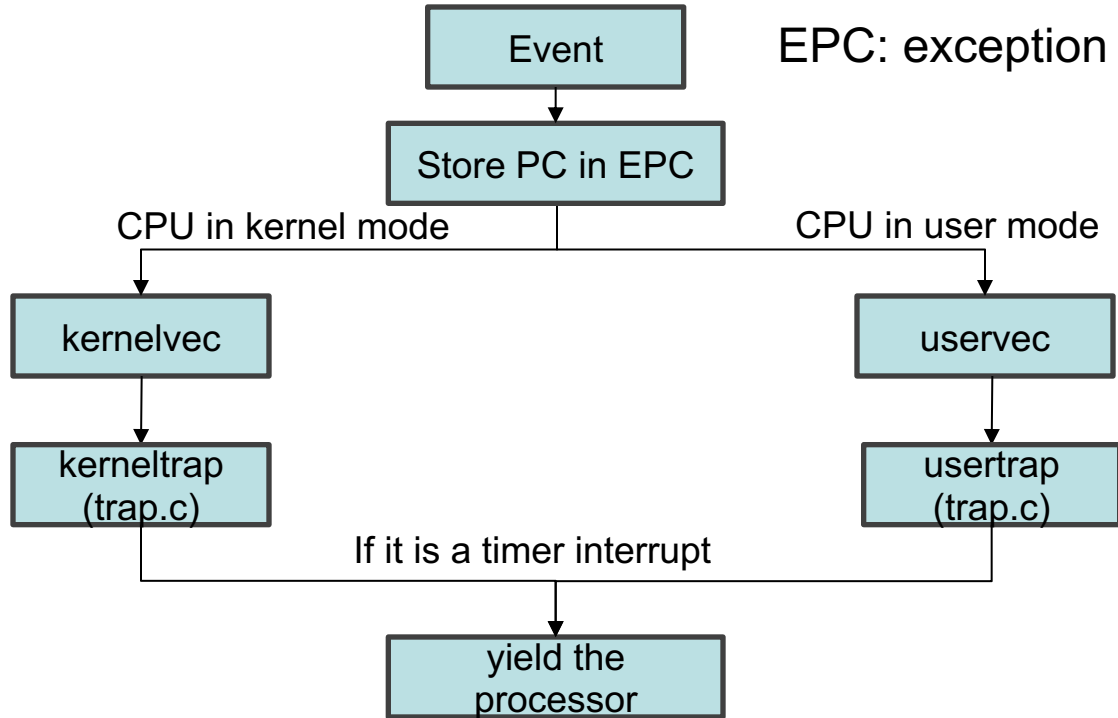 Event
EPC: exception
Store PC in EPC
CPU in kernel mode
CPU in user mode
kernelvec
uservec
kerneltrap
(trap.c)
usertrap
(trap.c)
If it is a timer interrupt
yield the
processor